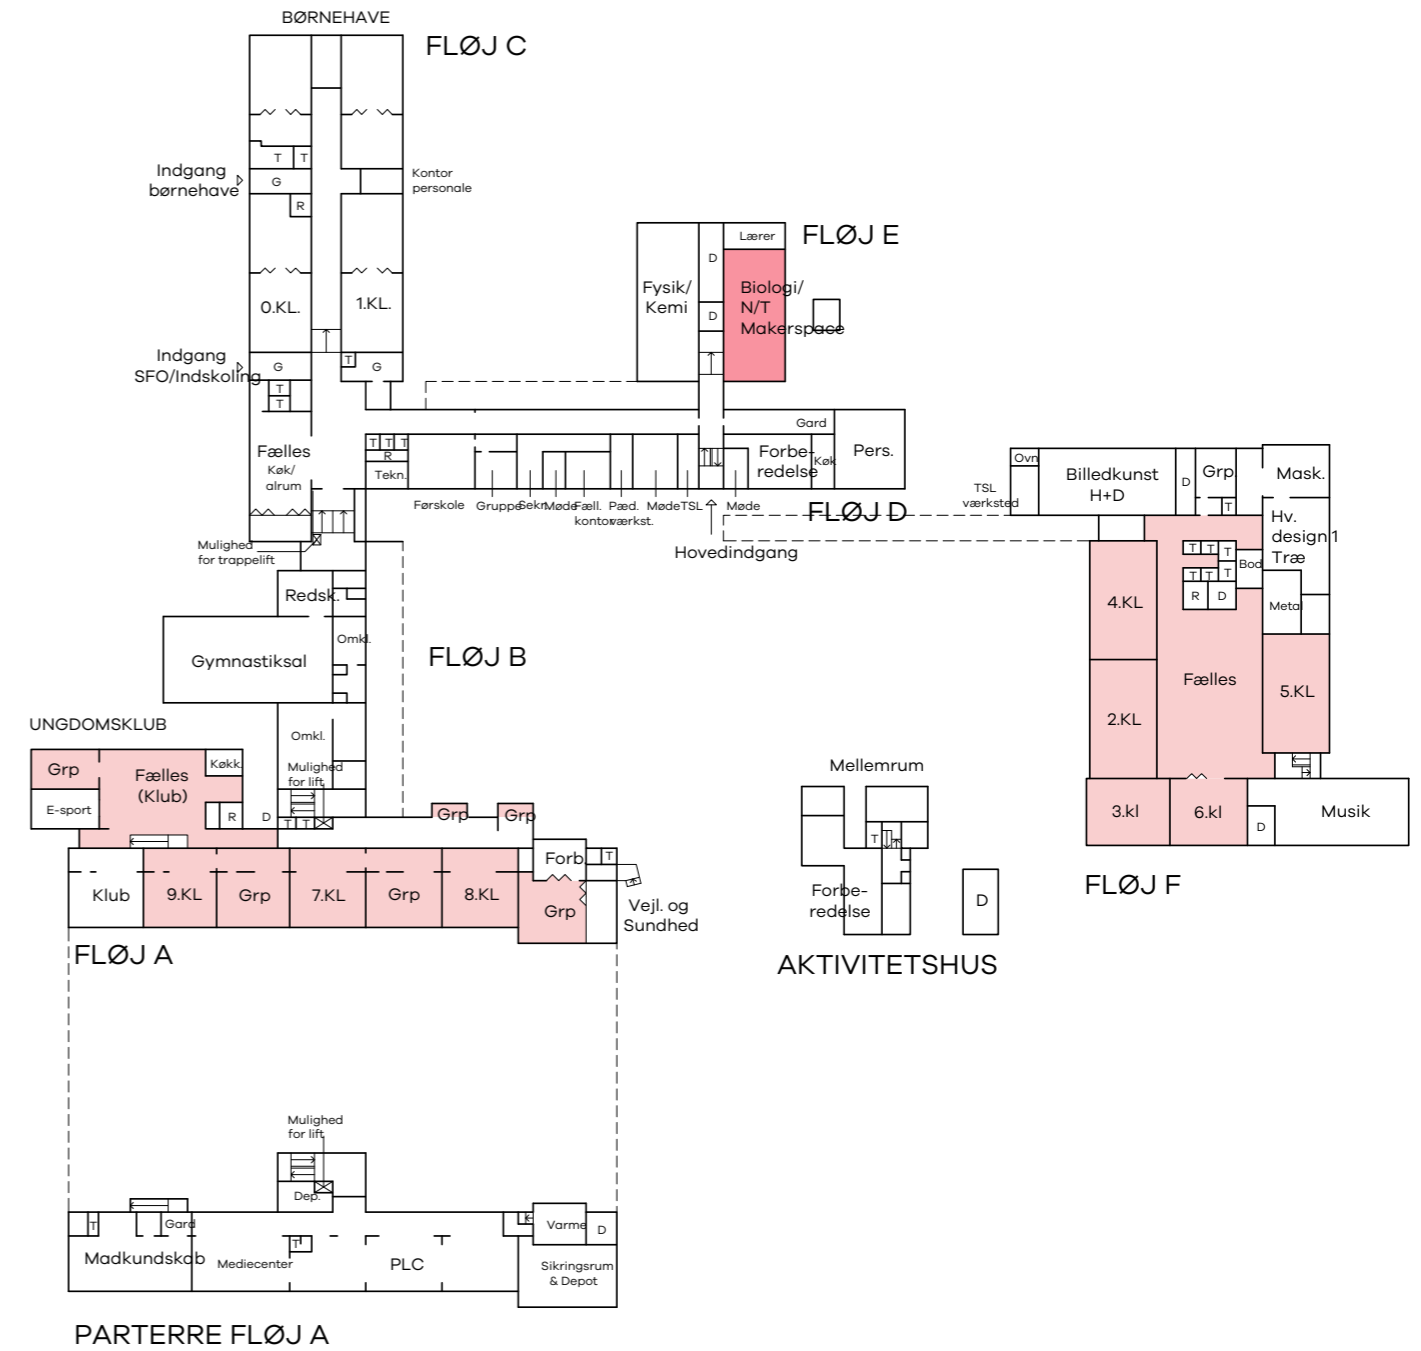 BØRNEHAVE
FLØJ C
T
T
Indgang
børnehave
G
Kontor
personale
R
0.KL.
1.KL.
Indgang
SFO/Indskoling
G
T
G
T
T
Fælles
Køk/
alrum
Mulighed
for trappelift
FLØJ E
Lærer
D
Fysik/
Kemi
D
Biologi/
N/T
Makerspace
Gard
T
T
T
R
Tekn.
Forbe-
redelse
Køk
Pers.
Førskole
Gruppe
Sekr.
Møde
Fæll.
kontor
Pæd.
værkst.
Møde
TSL
Møde
FLØJ D
Hovedindgang
Ovn
TSL
værksted
Billedkunst
H+D
D
Grp.
T
Mask.
Hv.
design 1
Træ
T
T
T
T
T
T
Bod
R
D
Metal
4.KL
2.KL
Fælles
5.KL
3.kl
6.kl
D
Musik
FLØJ F
Redsk.
Omkl.
Gymnastiksal
FLØJ B
Omkl.
Mulighed
for lift
T
T
UNGDOMSKLUB
Grp
Fælles
(Klub)
Køkk.
E-sport
R
D
Grp
Grp
Klub
9.KL
Grp
7.KL
Grp
8.KL
Forb.
T
Grp
Vejl. og
Sundhed
FLØJ A
Mellemrum
T
Forbe-
redelse
D
AKTIVITETSHUS
Mulighed
for lift
Dep.
T
Gard
Madkundskab
Mediecenter
T
PLC
Varme
D
Sikringsrum
& Depot
PARTERRE FLØJ A